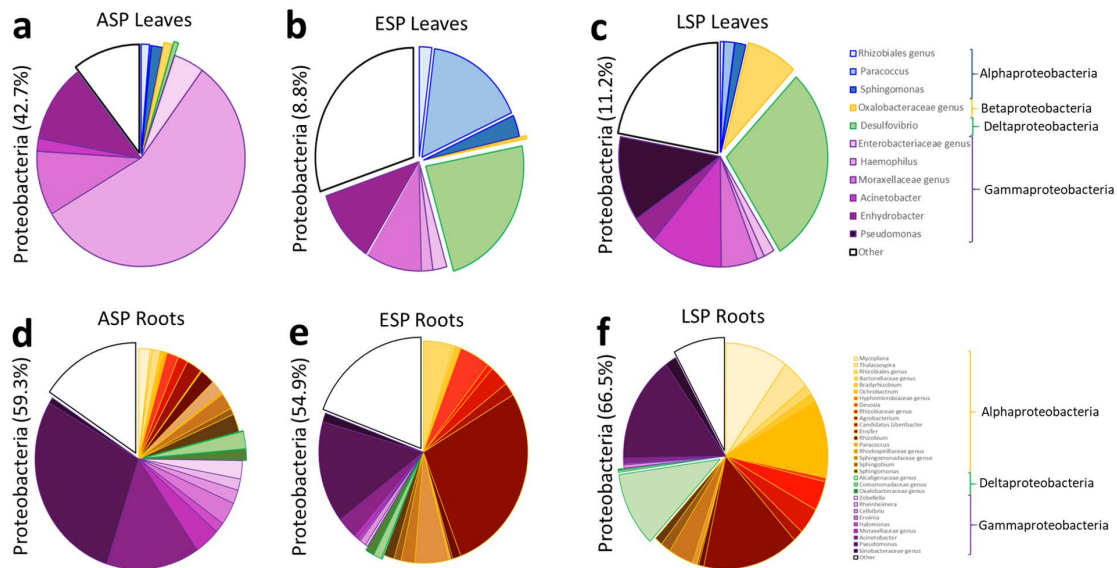 a
ASP Leaves
Proteobacteria (42.7%)
b
ESP Leaves
Proteobacteria (8.8%)
c
LSP Leaves
Proteobacteria (11.2%)
Rhizobiales genus
Paracoccus
Sphingomonas
Oxalobacteraceae genus
Desulfovibrio
Enterobacteriaceae genus
Haemophilus
Moraxellaceae genus
Acinetobacter
Enhydrobacter
Pseudomonas
Other
Alphaproteobacteria
Betaproteobacteria
Deltaproteobacteria
Gammaproteobacteria
d
ASP Roots
Proteobacteria (59.3%)
e
ESP Roots
Proteobacteria (54.9%)
f
LSP Roots
Proteobacteria (66.5%)
Mycoplana
Thalassospira
Rhizobiales genus
Bartonellaceae genus
Bradyrhizobium
Ochrobactrum
Hyphomicrobiaceae genus
Devosia
Rhizobiaceae genus
Agrobacterium
Candidatus Liberibacter
Ensifer
Rhizobium
Paracoccus
Rhodospirillaceae genus
Sphingomonadaceae genus
Sphingobium
Sphingomonas
Alcaligenaceae genus
Comamonadaceae genus
Oxalobacteraceae genus
Zobellella
Rheinheimera
Cellvibrio
Erwinia
Halomonas
Moraxellaceae genus
Acinetobacter
Pseudomonas
Sinobacteraceae genus
Other
Alphaproteobacteria
Deltaproteobacteria
Gammaproteobacteria